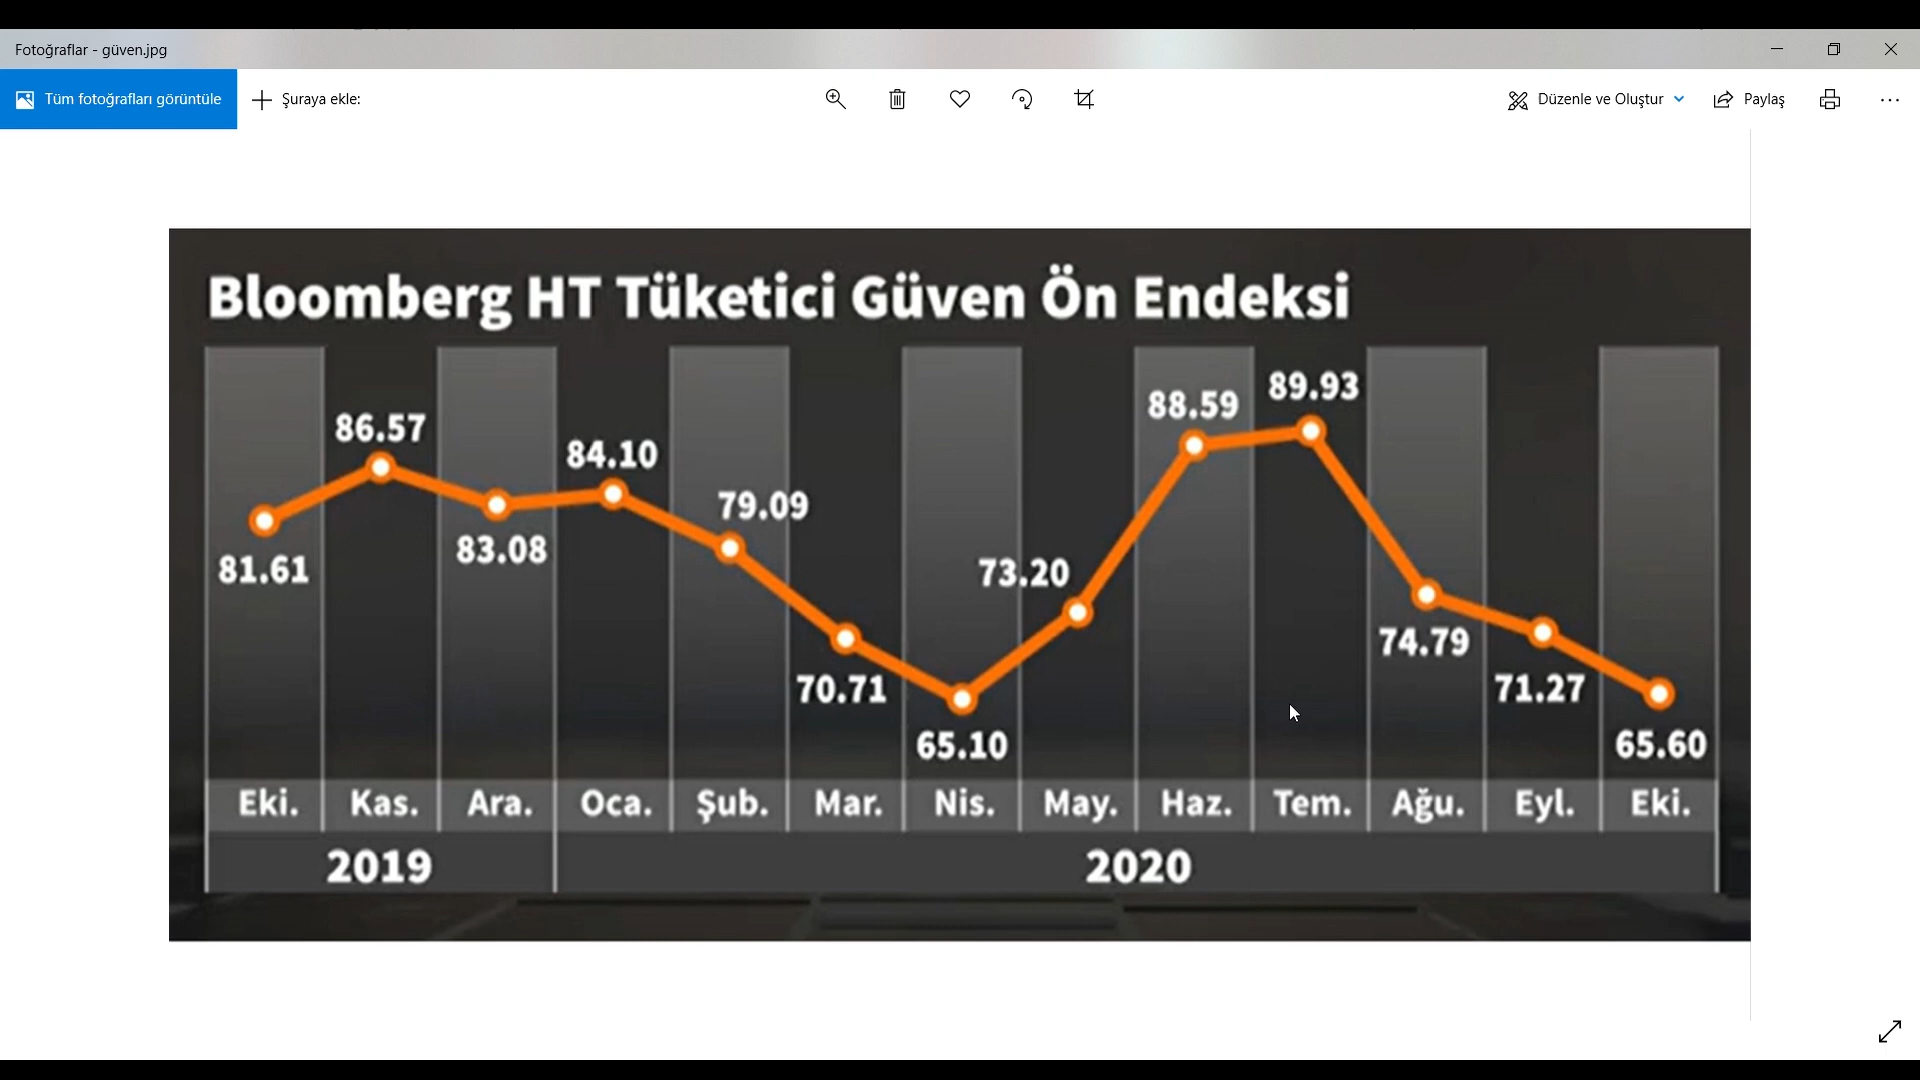 Fotoğraflar - güven.jpg
Tüm fotoğrafları görüntüle
Şuraya ekle:
Düzenle ve Oluştur
Paylaş
Bloomberg HT Tüketici Güven Ön Endeksi
81.61
86.57
83.08
84.10
79.09
70.71
65.10
73.20
88.59
89.93
74.79
71.27
65.60
Eki. Kas. Ara. Oca. Şub. Mar. Nis. May. Haz. Tem. Ağu. Eyl. Eki.
2019 2020